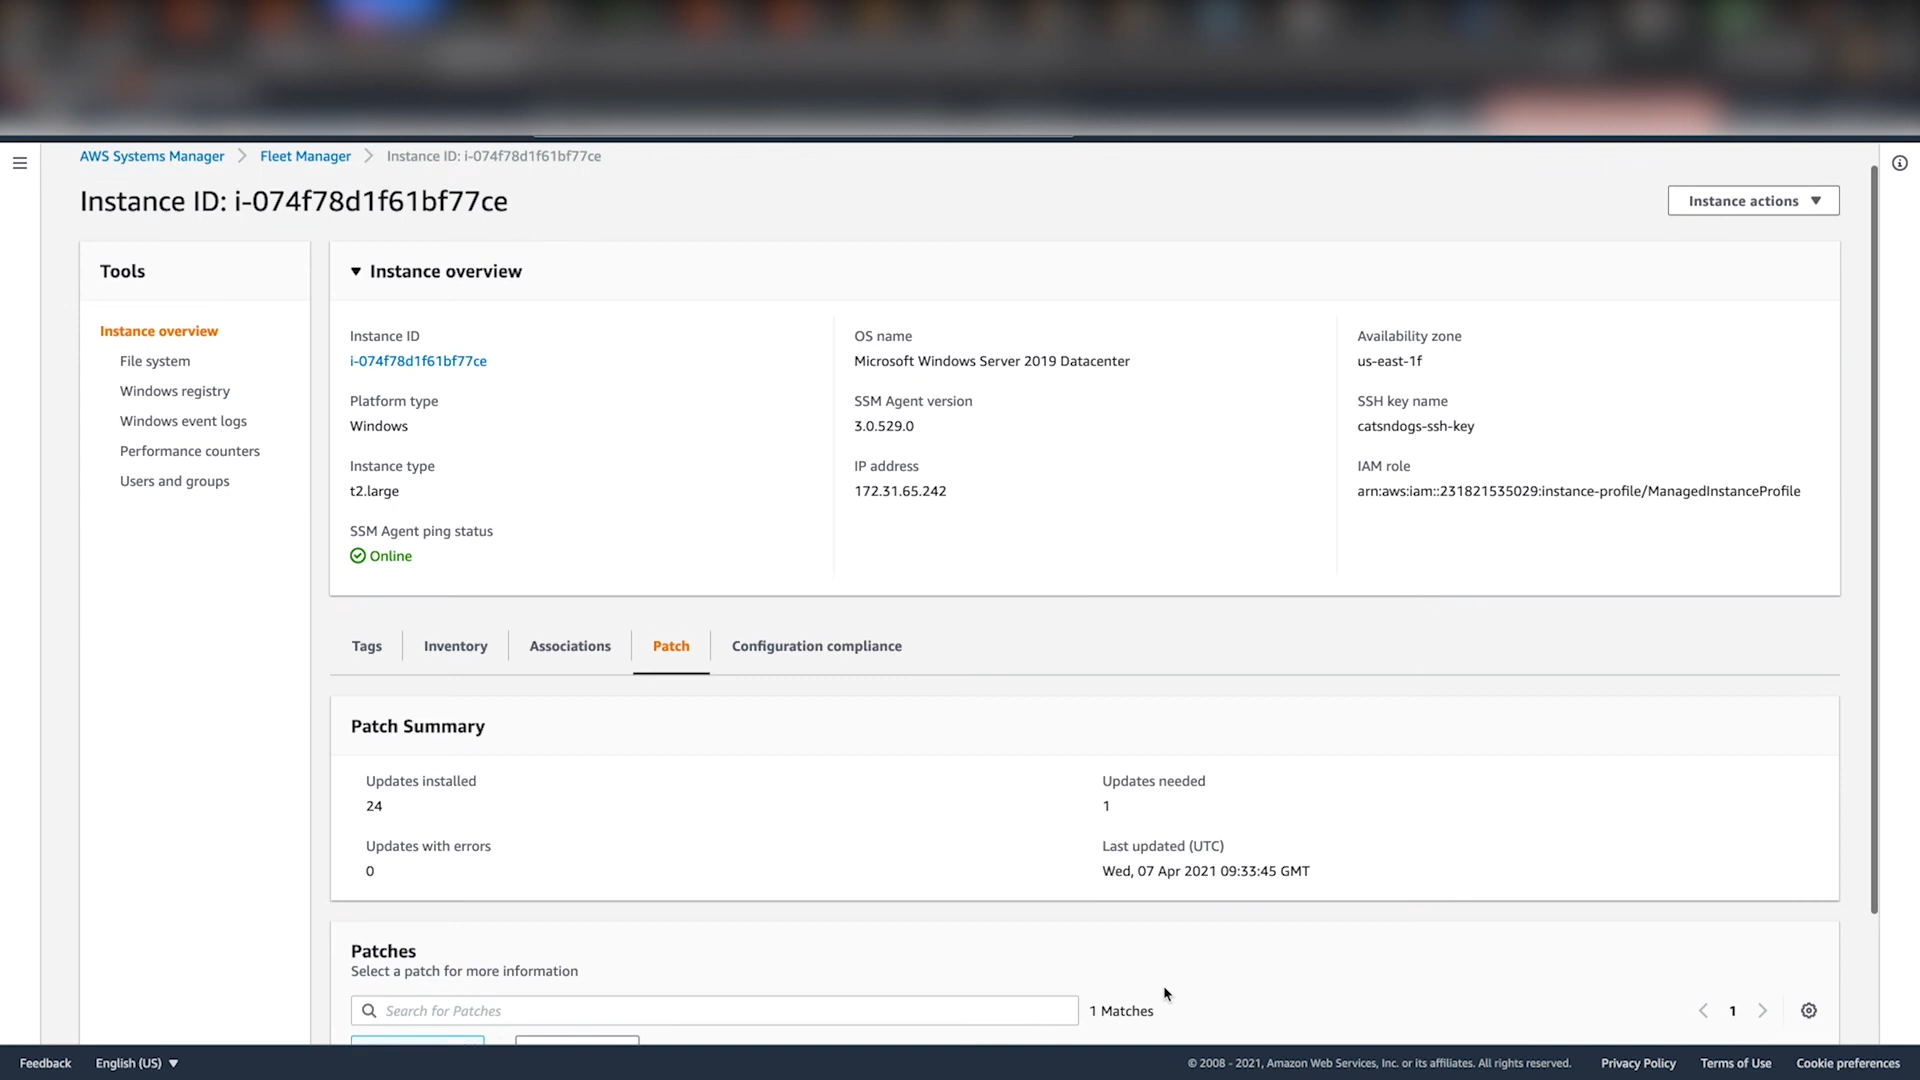 AWS Systems Manager > Fleet Manager > Instance ID: i-074f78d1f61bf77ce
Instance ID: i-074f78d1f61bf77ce
Instance actions
Tools
Instance overview
File system
Windows registry
Windows event logs
Performance counters
Users and groups
Instance overview
Instance ID
i-074f78d1f61bf77ce
Platform type
Windows
Instance type
t2.large
SSM Agent ping status
Online
OS name
Microsoft Windows Server 2019 Datacenter
SSM Agent version
3.0.529.0
IP address
172.31.65.242
Availability zone
us-east-1f
SSH key name
catsndogs-ssh-key
IAM role
arn:aws:iam::231821535029:instance-profile/ManagedInstanceProfile
Tags Inventory Associations Patch Configuration compliance
Patch Summary
Updates installed
24
Updates with errors
0
Updates needed
1
Last updated (UTC)
Wed, 07 Apr 2021 09:33:45 GMT
Patches
Select a patch for more information
Search for Patches
1 Matches
1
Feedback English (US)
© 2008 - 2021, Amazon Web Services, Inc. or its affiliates. All rights reserved. Privacy Policy Terms of Use Cookie preferences